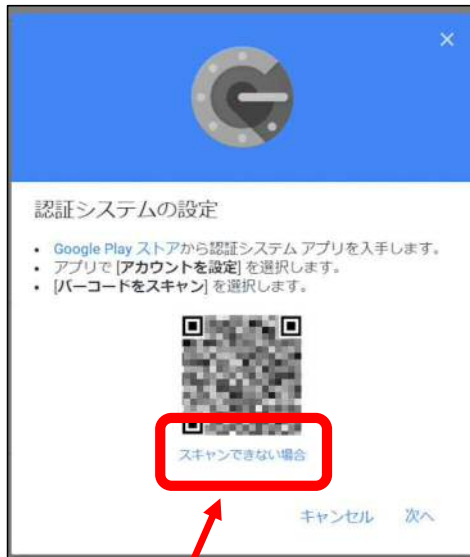 認証システムの設定
• Google Play ストアから認証システム アプリを入手します。
• アプリで [アカウントを設定] を選択します。
• [バーコードをスキャン] を選択します。
スキャンできない場合
キャンセル 次へ